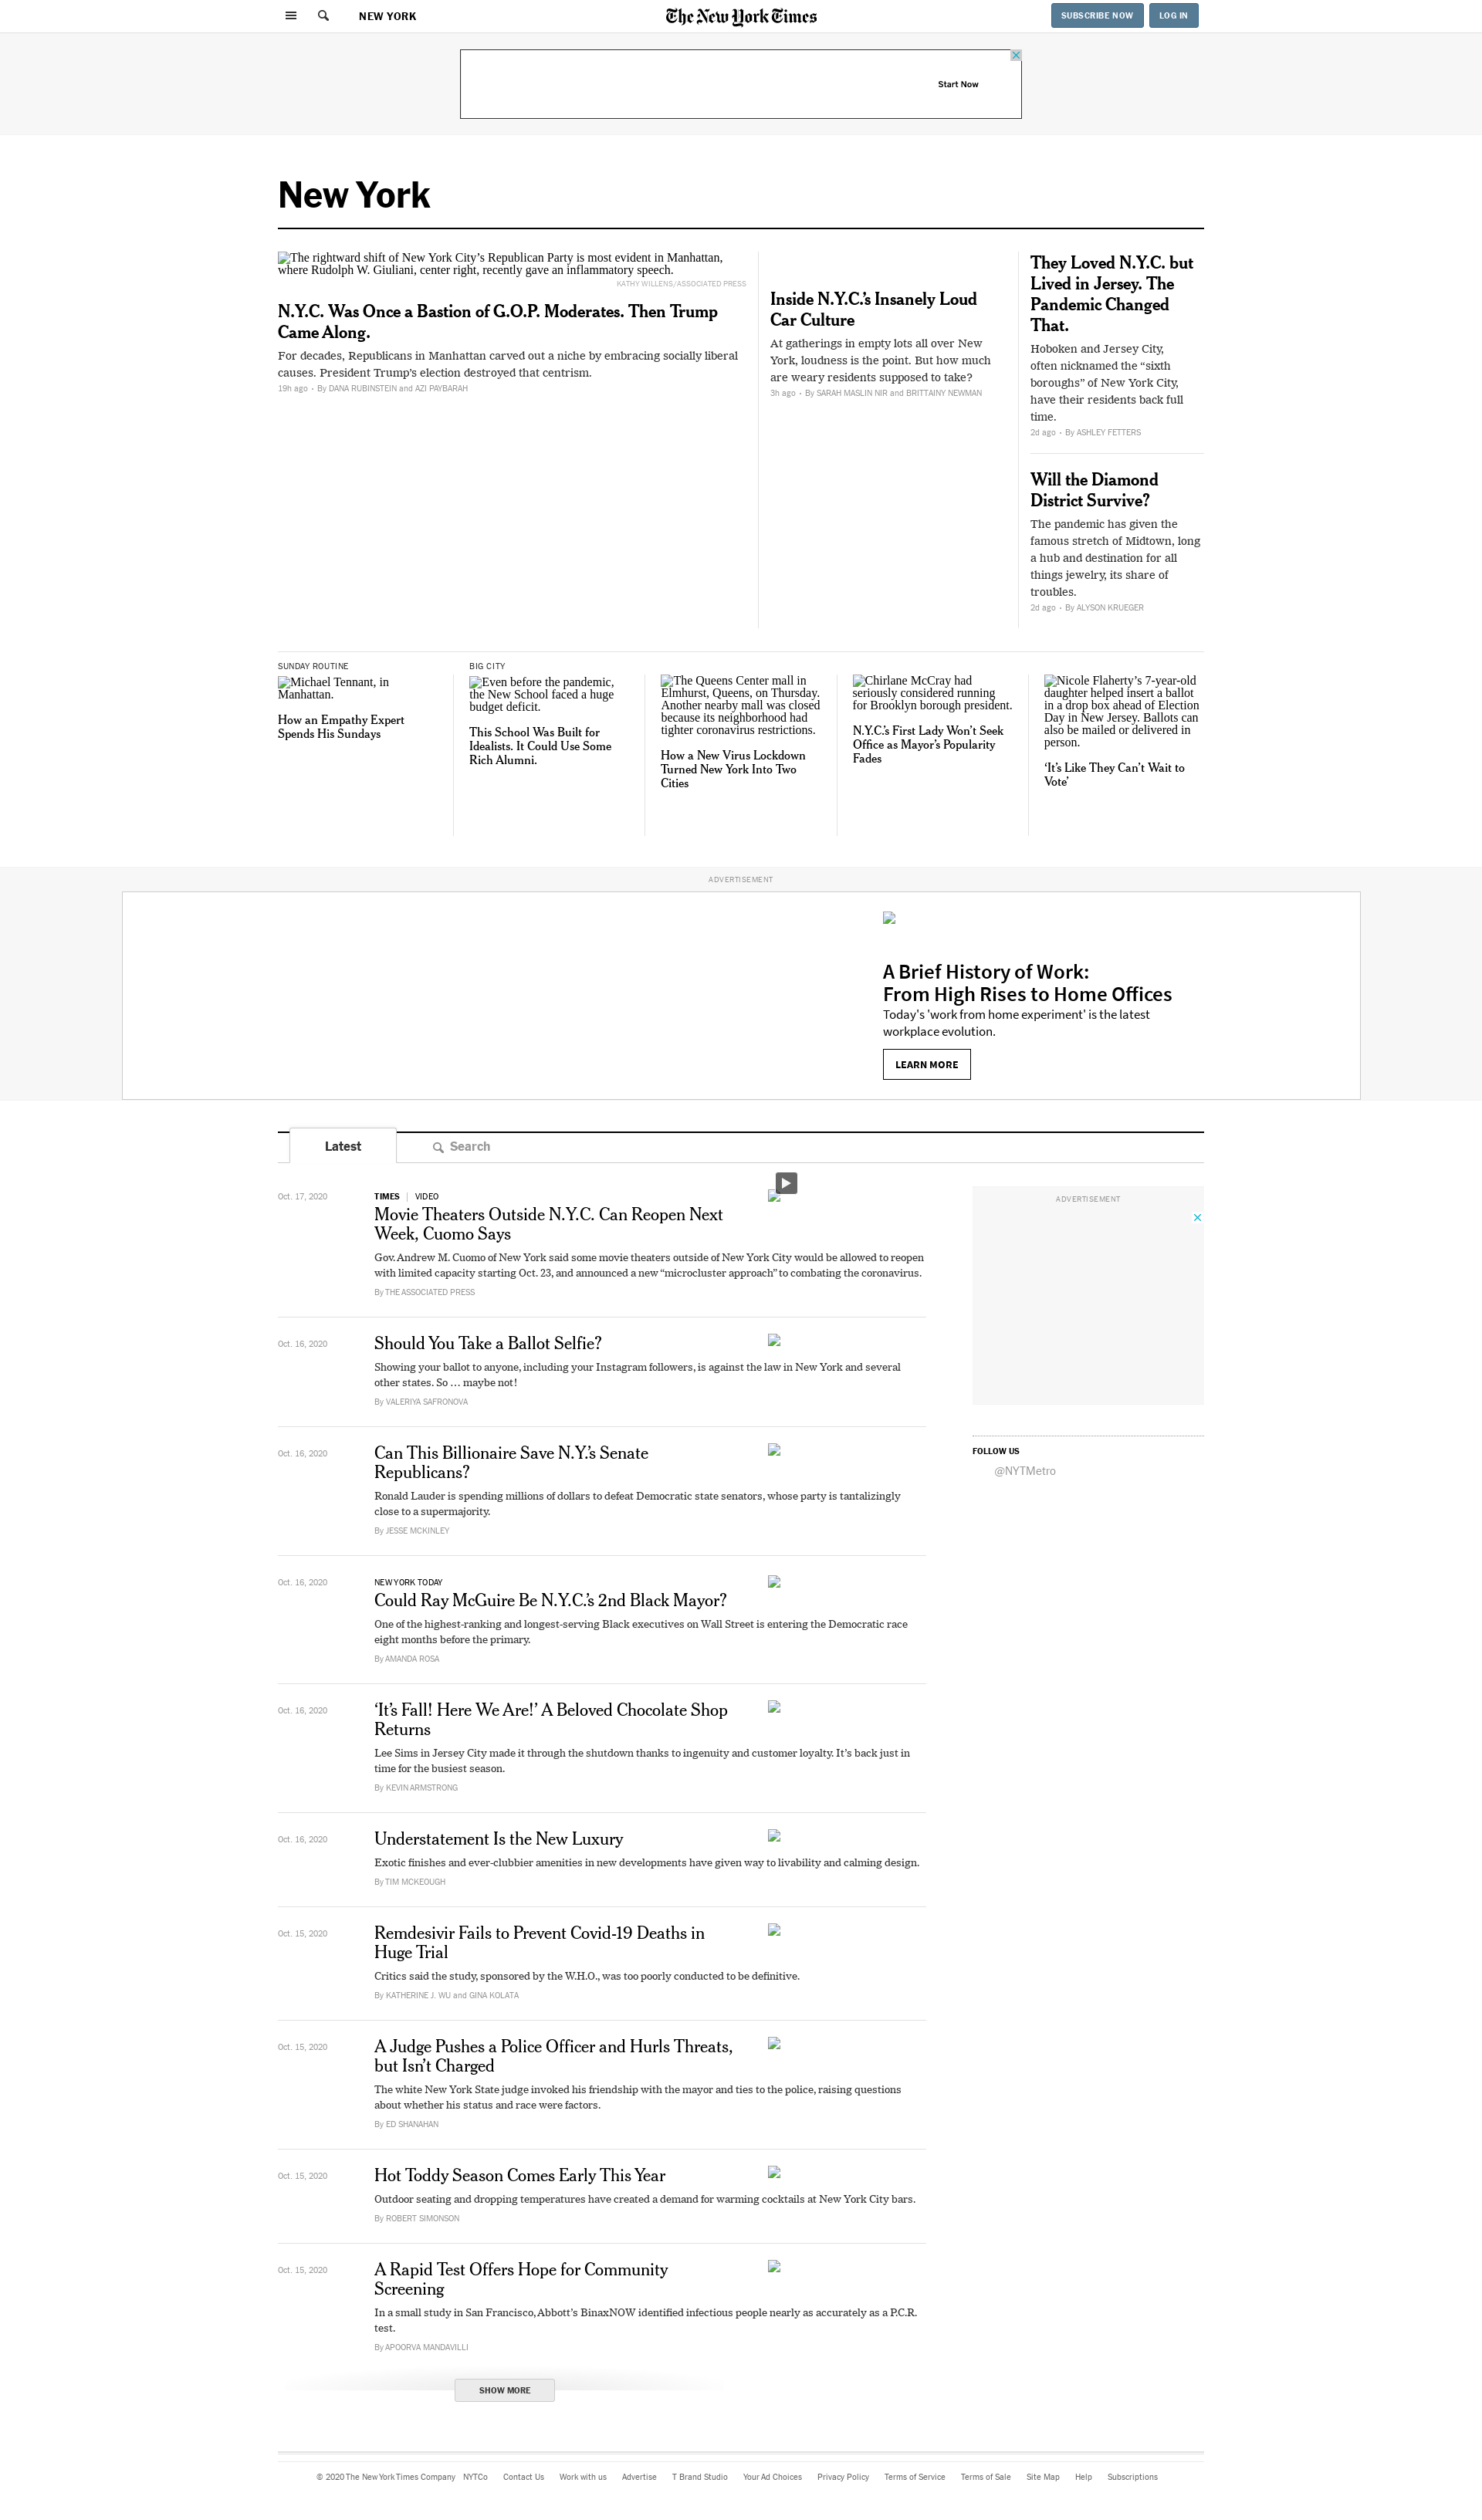 NEW YORK
The New York Times
SUBSCRIBE NOW
LOG IN
Start Now
New York
The rightward shift of New York City’s Republican Party is most evident in Manhattan,
where Rudolph W. Giuliani, center right, recently gave an inflammatory speech.
KATHY WILLENS/ASSOCIATED PRESS
N.Y.C. Was Once a Bastion of G.O.P. Moderates. Then Trump
Came Along.
For decades, Republicans in Manhattan carved out a niche by embracing socially liberal
causes. President Trump’s election destroyed that centrism.
19h ago • By DANA RUBINSTEIN and AZI PAYBARAH
Inside N.Y.C.’s Insanely Loud
Car Culture
At gatherings in empty lots all over New
York, loudness is the point. But how much
are weary residents supposed to take?
3h ago • By SARAH MASLIN NIR and BRITTAINY NEWMAN
They Loved N.Y.C. but
Lived in Jersey. The
Pandemic Changed
That.
Hoboken and Jersey City,
often nicknamed the “sixth
boroughs” of New York City,
have their residents back full
time.
2d ago • By ASHLEY FETTERS
Will the Diamond
District Survive?
The pandemic has given the
famous stretch of Midtown, long
a hub and destination for all
things jewelry, its share of
troubles.
2d ago • By ALYSON KRUEGER
SUNDAY ROUTINE
Michael Tennant, in
Manhattan.
How an Empathy Expert
Spends His Sundays
BIG CITY
Even before the pandemic,
the New School faced a huge
budget deficit.
This School Was Built for
Idealists. It Could Use Some
Rich Alumni.
The Queens Center mall in
Elmhurst, Queens, on Thursday.
Another nearby mall was closed
because its neighborhood had
tighter coronavirus restrictions.
How a New Virus Lockdown
Turned New York Into Two
Cities
Chirlane McCray had
seriously considered running
for Brooklyn borough president.
N.Y.C.’s First Lady Won’t Seek
Office as Mayor’s Popularity
Fades
Nicole Flaherty’s 7-year-old
daughter helped insert a ballot
in a drop box ahead of Election
Day in New Jersey. Ballots can
also be mailed or delivered in
person.
‘It’s Like They Can’t Wait to
Vote’
ADVERTISEMENT
A Brief History of Work:
From High Rises to Home Offices
Today's 'work from home experiment' is the latest
workplace evolution.
LEARN MORE
Latest
Search
Oct. 17, 2020
TIMES | VIDEO
Movie Theaters Outside N.Y.C. Can Reopen Next
Week, Cuomo Says
Gov. Andrew M. Cuomo of New York said some movie theaters outside of New York City would be allowed to reopen
with limited capacity starting Oct. 23, and announced a new “microcluster approach” to combating the coronavirus.
By THE ASSOCIATED PRESS
ADVERTISEMENT
Oct. 16, 2020
Should You Take a Ballot Selfie?
Showing your ballot to anyone, including your Instagram followers, is against the law in New York and several
other states. So … maybe not!
By VALERIYA SAFRONOVA
FOLLOW US
@NYTMetro
Oct. 16, 2020
Can This Billionaire Save N.Y.’s Senate
Republicans?
Ronald Lauder is spending millions of dollars to defeat Democratic state senators, whose party is tantalizingly
close to a supermajority.
By JESSE MCKINLEY
Oct. 16, 2020
NEW YORK TODAY
Could Ray McGuire Be N.Y.C.’s 2nd Black Mayor?
One of the highest-ranking and longest-serving Black executives on Wall Street is entering the Democratic race
eight months before the primary.
By AMANDA ROSA
Oct. 16, 2020
‘It’s Fall! Here We Are!’ A Beloved Chocolate Shop
Returns
Lee Sims in Jersey City made it through the shutdown thanks to ingenuity and customer loyalty. It’s back just in
time for the busiest season.
By KEVIN ARMSTRONG
Oct. 16, 2020
Understatement Is the New Luxury
Exotic finishes and ever-clubbier amenities in new developments have given way to livability and calming design.
By TIM MCKEOUGH
Oct. 15, 2020
Remdesivir Fails to Prevent Covid-19 Deaths in
Huge Trial
Critics said the study, sponsored by the W.H.O., was too poorly conducted to be definitive.
By KATHERINE J. WU and GINA KOLATA
Oct. 15, 2020
A Judge Pushes a Police Officer and Hurls Threats,
but Isn’t Charged
The white New York State judge invoked his friendship with the mayor and ties to the police, raising questions
about whether his status and race were factors.
By ED SHANAHAN
Oct. 15, 2020
Hot Toddy Season Comes Early This Year
Outdoor seating and dropping temperatures have created a demand for warming cocktails at New York City bars.
By ROBERT SIMONSON
Oct. 15, 2020
A Rapid Test Offers Hope for Community
Screening
In a small study in San Francisco, Abbott’s BinaxNOW identified infectious people nearly as accurately as a P.C.R.
test.
By APOORVA MANDAVILLI
SHOW MORE
© 2020 The New York Times Company NYTCo Contact Us Work with us Advertise T Brand Studio Your Ad Choices Privacy Policy Terms of Service Terms of Sale Site Map Help Subscriptions